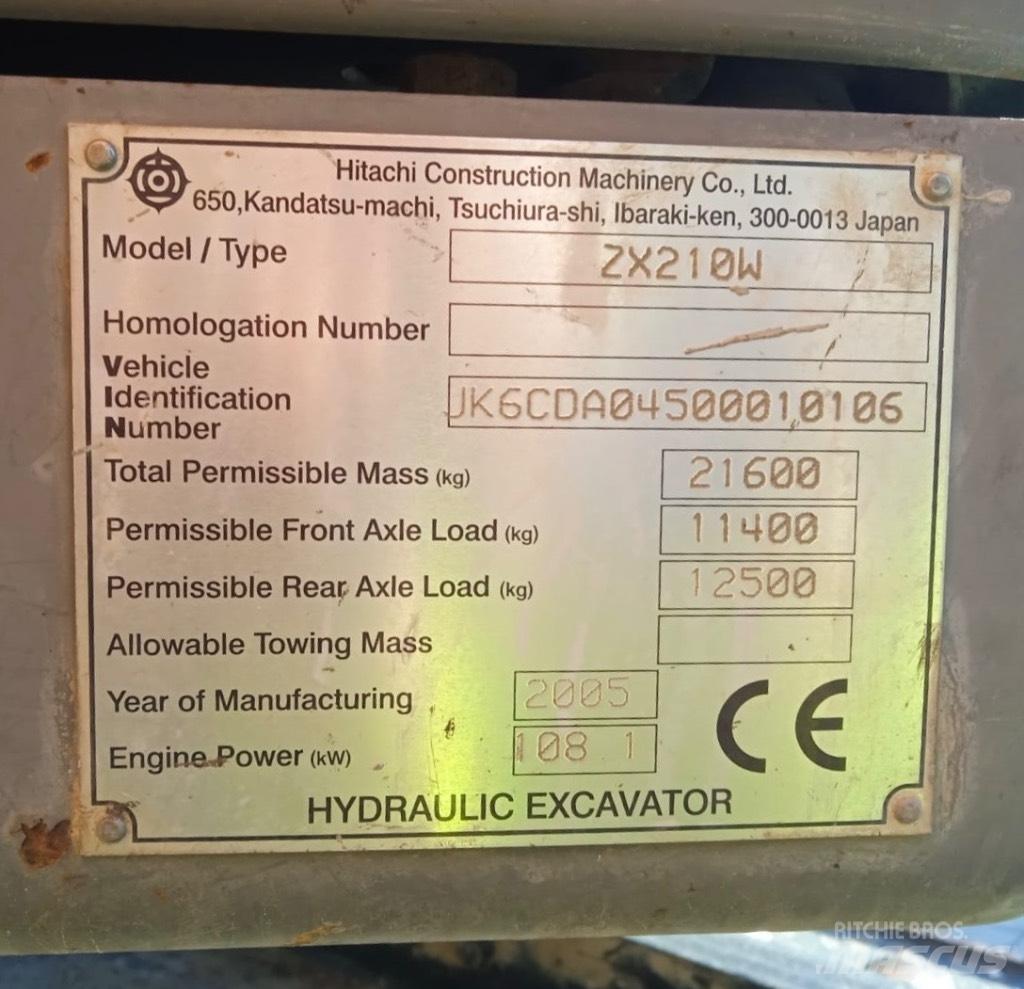 Hitachi Construction Machinery Co., Ltd.
650,Kandatsu-machi, Tsuchiura-shi, Ibaraki-ken, 300-0013 Japan
Model / Type ZX210W
Homologation Number
Vehicle
Identification JK6CDA04500010106
Number
Total Permissible Mass (kg) 21600
Permissible Front Axle Load (kg) 11400
Permissible Rear Axle Load (kg) 12500
Allowable Towing Mass
Year of Manufacturing 2005
Engine Power (kW) 108 1
CE
HYDRAULIC EXCAVATOR
RITCHIE BROS.
MASCUS